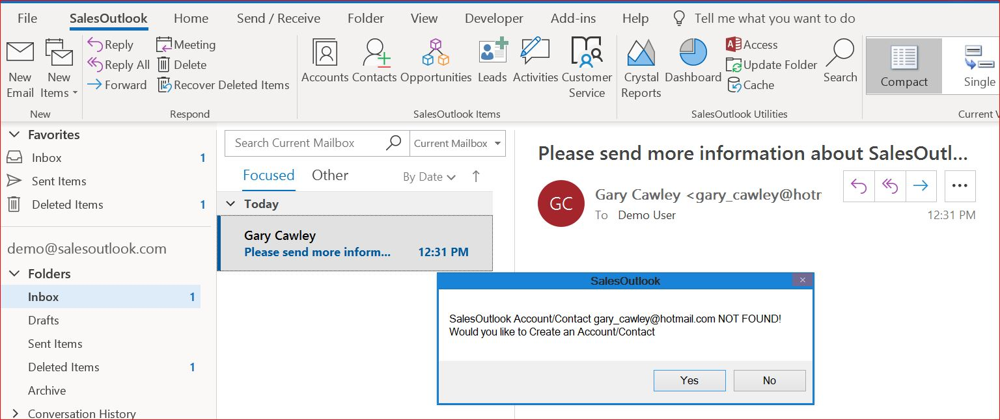 File SalesOutlook Home Send / Receive Folder View Developer Add-ins Help Tell me what you want to do
New Email
New Items
Reply
Reply All
Forward
Meeting
Delete
Recover Deleted Items
Accounts
Contacts
Opportunities
Leads
Activities
Customer Service
Crystal Reports
Dashboard
Access
Update Folder
Cache
Search
Compact
Single
New
Respond
SalesOutlook Items
SalesOutlook Utilities
Current V
Favorites
Inbox 1
Sent Items
Deleted Items 1
demo@salesoutlook.com
Folders
Inbox 1
Drafts
Sent Items
Deleted Items 1
Archive
Conversation History
Search Current Mailbox Current Mailbox
Focused Other By Date
Today
Gary Cawley
Please send more inform... 12:31 PM
Please send more information about SalesOutl...
GC
Gary Cawley <gary_cawley@hotr
To Demo User 12:31 PM
SalesOutlook
SalesOutlook Account/Contact gary_cawley@hotmail.com NOT FOUND!
Would you like to Create an Account/Contact
Yes No